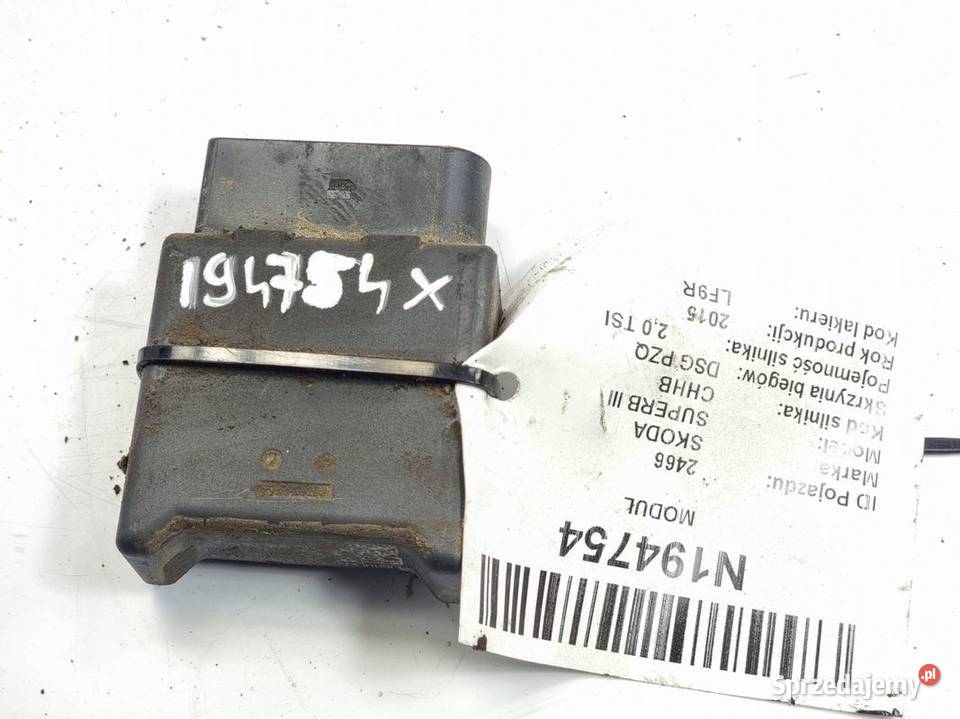 194754 X
N194754
MODUŁ
ID Pojazdu: 2466
Marka: SKODA
Model: SUPERB III
Kod silnika: CHHB
Skrzynia biegów: DSG PZQ
Pojemność silnika: 2,0 TSI
Rok produkcji: 2015
Kod lakieru: LF9R
Sprzedajemy.pl